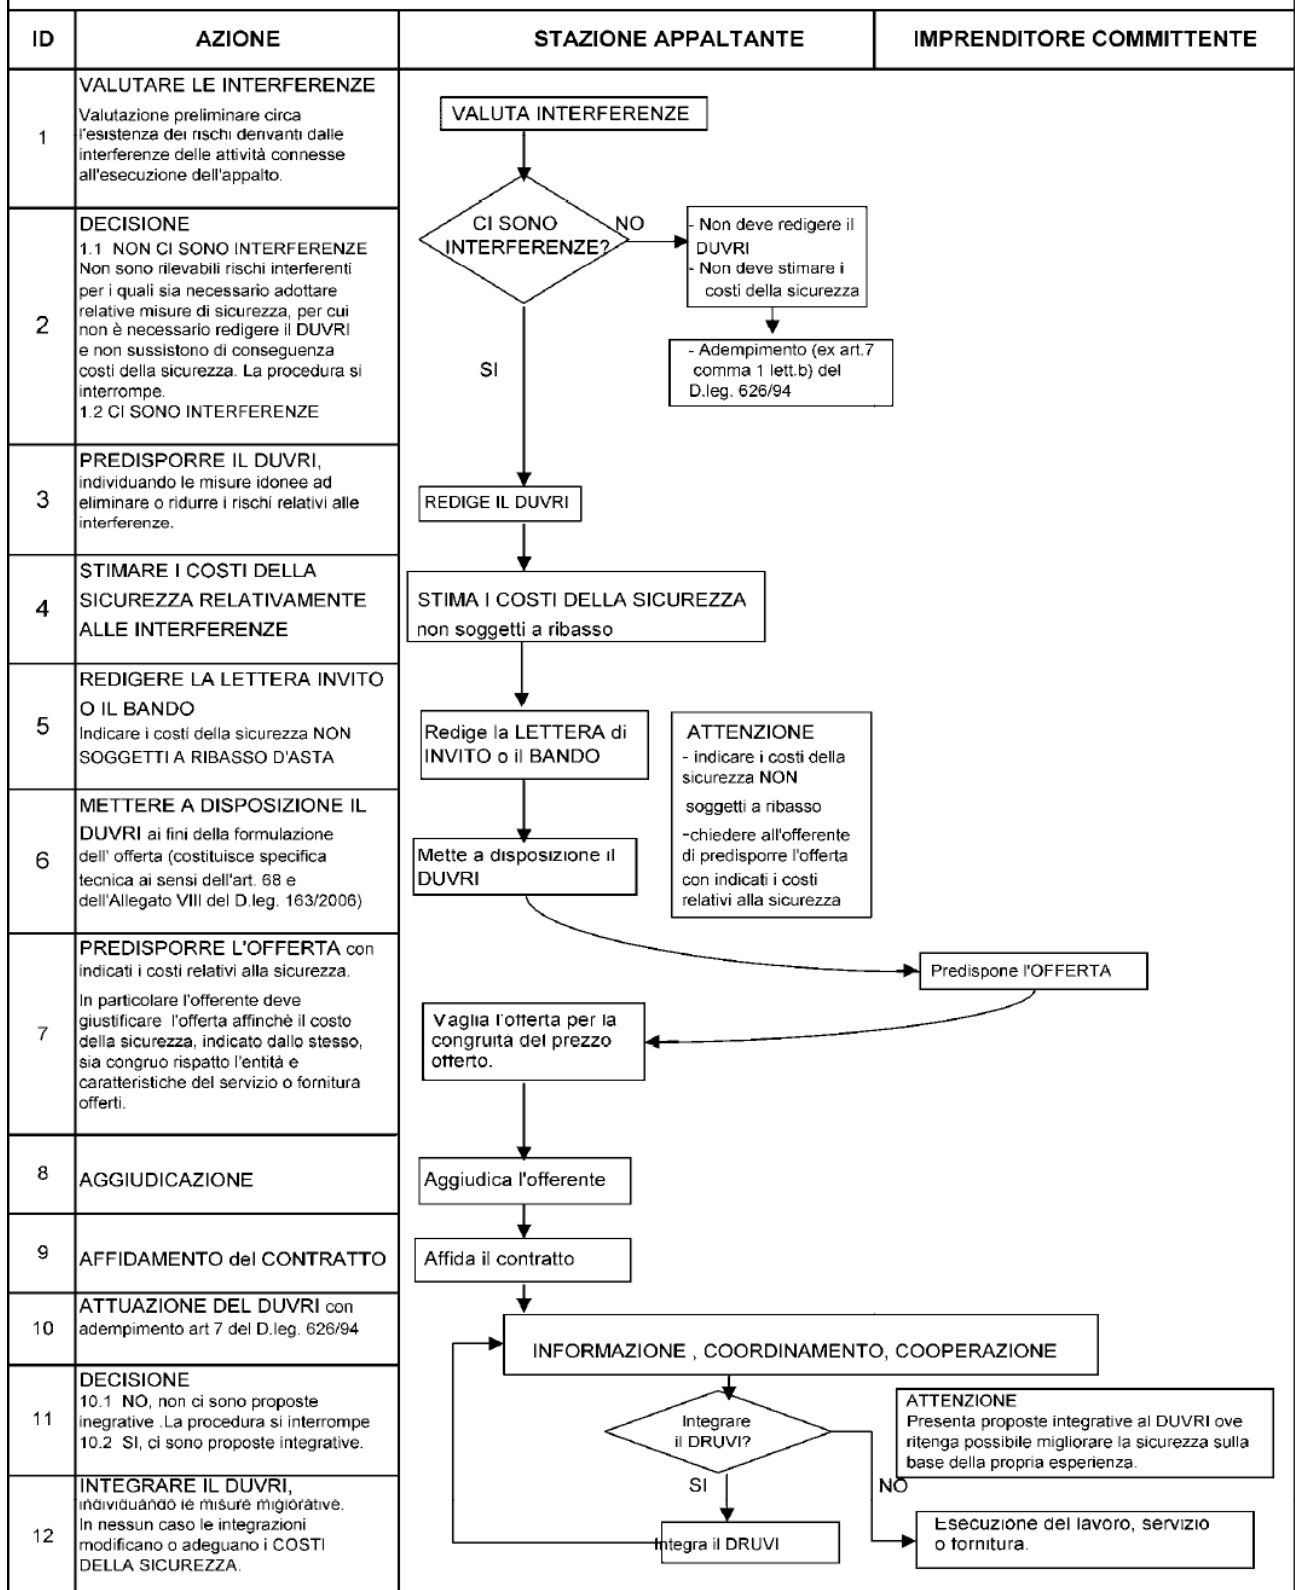 ID AZIONE STAZIONE APPALTANTE IMPRENDITORE COMMITTENTE
1
VALUTARE LE INTERFERENZE
Valutazione preliminare circa
l'esistenza dei rischi derivanti dalle
interferenze delle attività connesse
all'esecuzione dell'appalto.
VALUTA INTERFERENZE
2
DECISIONE
1.1 NON CI SONO INTERFERENZE
Non sono rilevabili rischi interferenti
per i quali sia necessario adottare
relative misure di sicurezza, per cui
non è necessario redigere il DUVRI
e non sussistono di conseguenza
costi della sicurezza. La procedura si
interrompe.
1.2 CI SONO INTERFERENZE
CI SONO
INTERFERENZE?
NO
- Non deve redigere il
DUVRI
- Non deve stimare i
costi della sicurezza
- Adempimento (ex art.7
comma 1 lett.b) del
D.leg. 626/94
SI
3
PREDISPORRE IL DUVRI,
individuando le misure idonee ad
eliminare o ridurre i rischi relativi alle
interferenze.
REDIGE IL DUVRI
4
STIMARE I COSTI DELLA
SICUREZZA RELATIVAMENTE
ALLE INTERFERENZE
STIMA I COSTI DELLA SICUREZZA
non soggetti a ribasso
5
REDIGERE LA LETTERA INVITO
O IL BANDO
Indicare i costi della sicurezza NON
SOGGETTI A RIBASSO D'ASTA
Redige la LETTERA di
INVITO o il BANDO
ATTENZIONE
- indicare i costi della
sicurezza NON
soggetti a ribasso
-chiedere all'offerente
di predisporre l'offerta
con indicati i costi
relativi alla sicurezza
6
METTERE A DISPOSIZIONE IL
DUVRI ai fini della formulazione
dell' offerta (costituisce specifica
tecnica ai sensi dell'art. 68 e
dell'Allegato VIII del D.leg. 163/2006)
Mette a disposizione il
DUVRI
7
PREDISPORRE L'OFFERTA con
indicati i costi relativi alla sicurezza.
In particolare l'offerente deve
giustificare l'offerta affinchè il costo
della sicurezza, indicato dallo stesso,
sia congruo rispatto l'entità e
caratteristiche del servizio o fornitura
offerti.
Predispone l'OFFERTA
Vaglia l'offerta per la
congruità del prezzo
offerto.
8
AGGIUDICAZIONE
Aggiudica l'offerente
9
AFFIDAMENTO del CONTRATTO
Affida il contratto
10
ATTUAZIONE DEL DUVRI con
adempimento art 7 del D.leg. 626/94
INFORMAZIONE , COORDINAMENTO, COOPERAZIONE
11
DECISIONE
10.1 NO, non ci sono proposte
inegrative .La procedura si interrompe
10.2 SI, ci sono proposte integrative.
Integrare
il DRUVI?
ATTENZIONE
Presenta proposte integrative al DUVRI ove
ritenga possibile migliorare la sicurezza sulla
base della propria esperienza.
SI
NO
12
INTEGRARE IL DUVRI,
individuando le misure migiorative.
In nessun caso le integrazioni
modificano o adeguano i COSTI
DELLA SICUREZZA.
Integra il DRUVI
Esecuzione del lavoro, servizio
o fornitura.